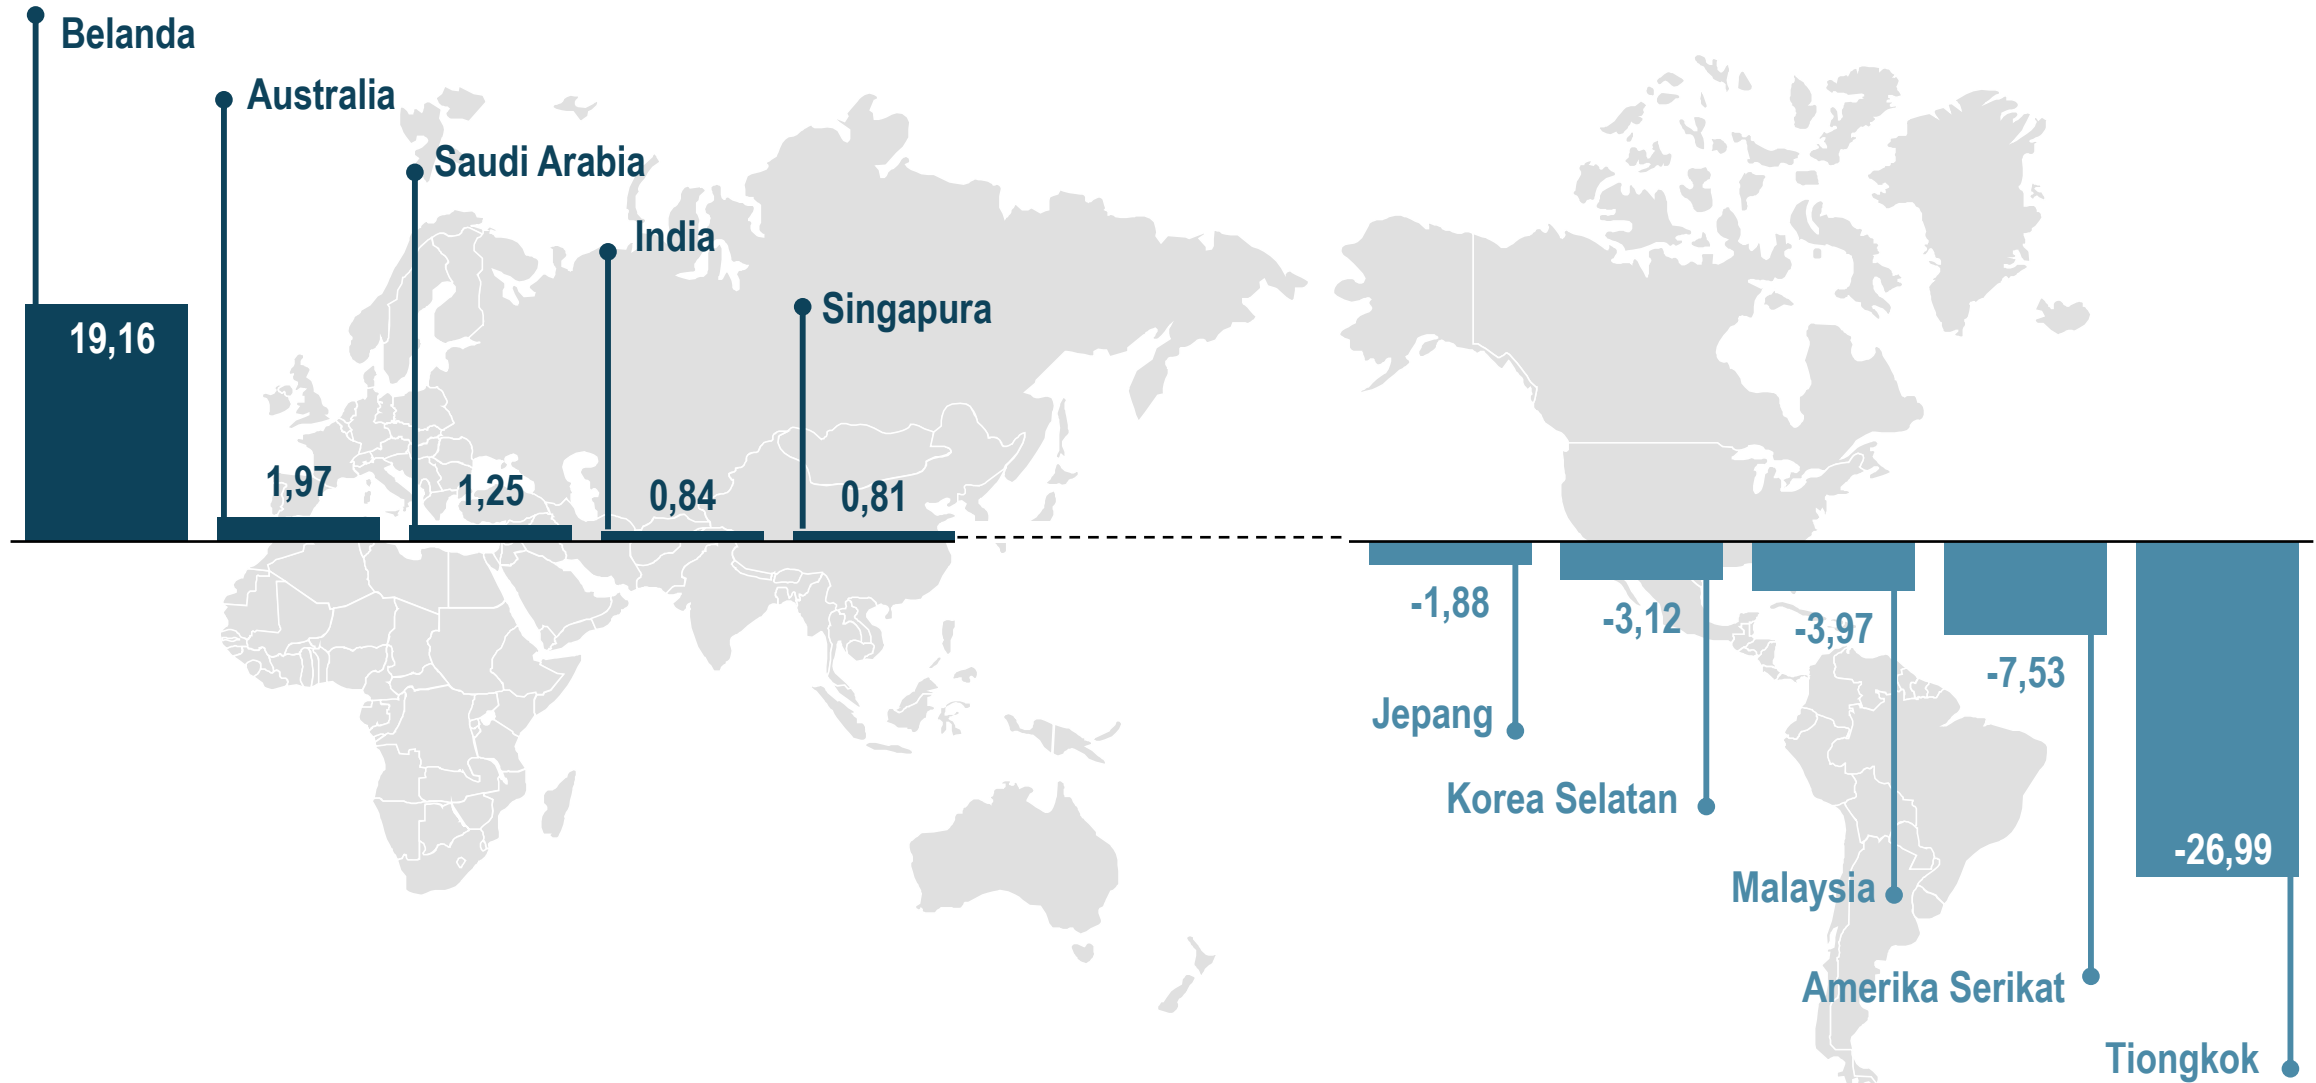 Belanda
Australia
Saudi Arabia
India
Singapura
19,16
1,97
1,25
0,84
0,81
-1,88
-3,12
-3,97
-7,53
-26,99
Jepang
Korea Selatan
Malaysia
Amerika Serikat
Tiongkok